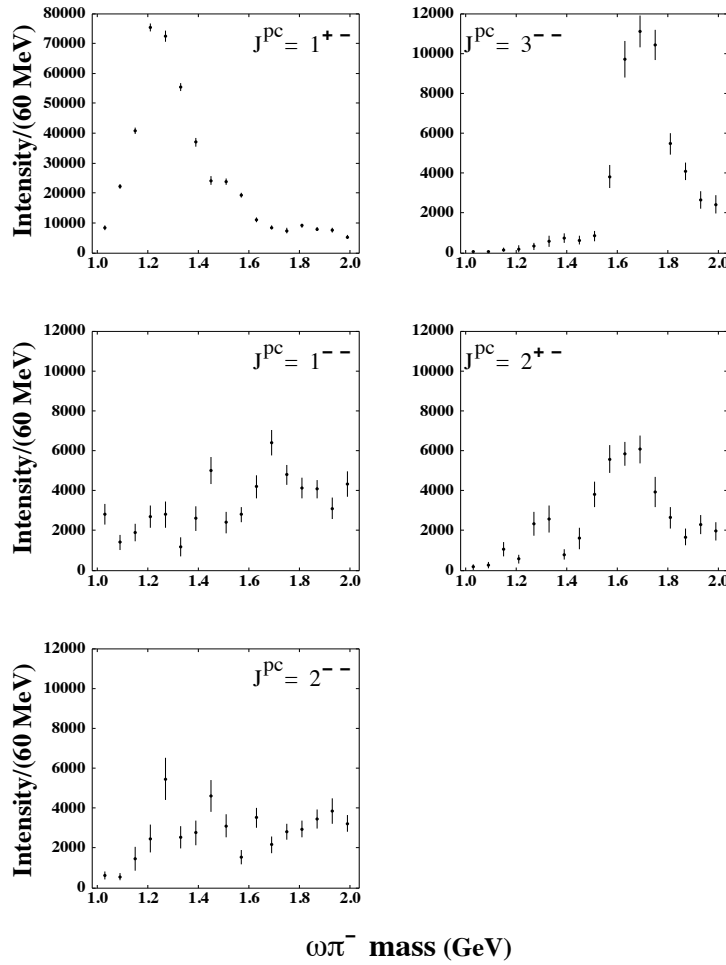 Intensity/(60 MeV)
80000
70000
60000
50000
40000
30000
20000
10000
0
1.0 1.2 1.4 1.6 1.8 2.0
J^pc = 1^+−
12000
10000
8000
6000
4000
2000
0
1.0 1.2 1.4 1.6 1.8 2.0
J^pc = 3^−−
Intensity/(60 MeV)
12000
10000
8000
6000
4000
2000
0
1.0 1.2 1.4 1.6 1.8 2.0
J^pc = 1^−−
12000
10000
8000
6000
4000
2000
0
1.0 1.2 1.4 1.6 1.8 2.0
J^pc = 2^+−
Intensity/(60 MeV)
12000
10000
8000
6000
4000
2000
0
1.0 1.2 1.4 1.6 1.8 2.0
J^pc = 2^−−
ωπ^− mass (GeV)